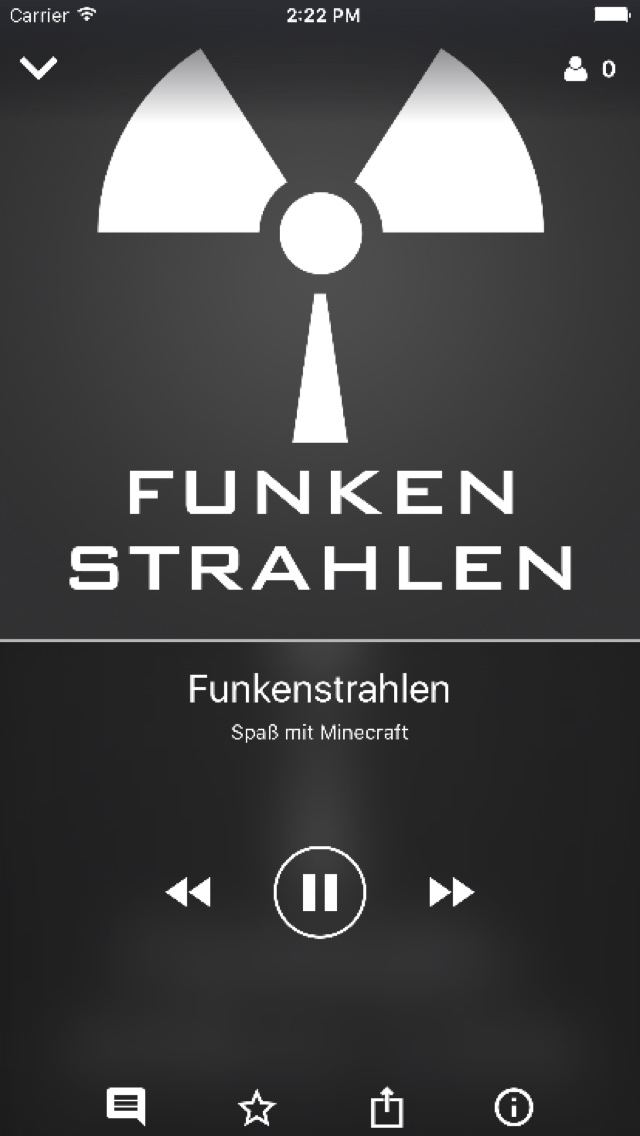 Carrier 2:22 PM
0
FUNKEN
STRAHLEN
Funkenstrahlen
Spaß mit Minecraft